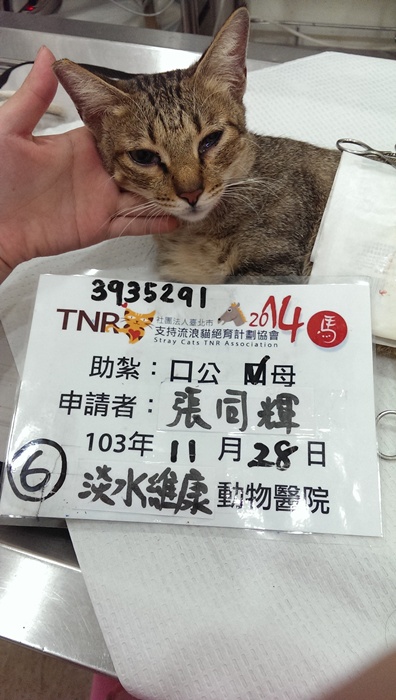 3935291
TNR 社團法人臺北市 2014 馬
支持流浪貓絕育計劃協會
Stray Cats TNR Association
助紮：口公 ☑母
申請者：張同輝
103年 11 月 28 日
⑥ 淡水維康動物醫院